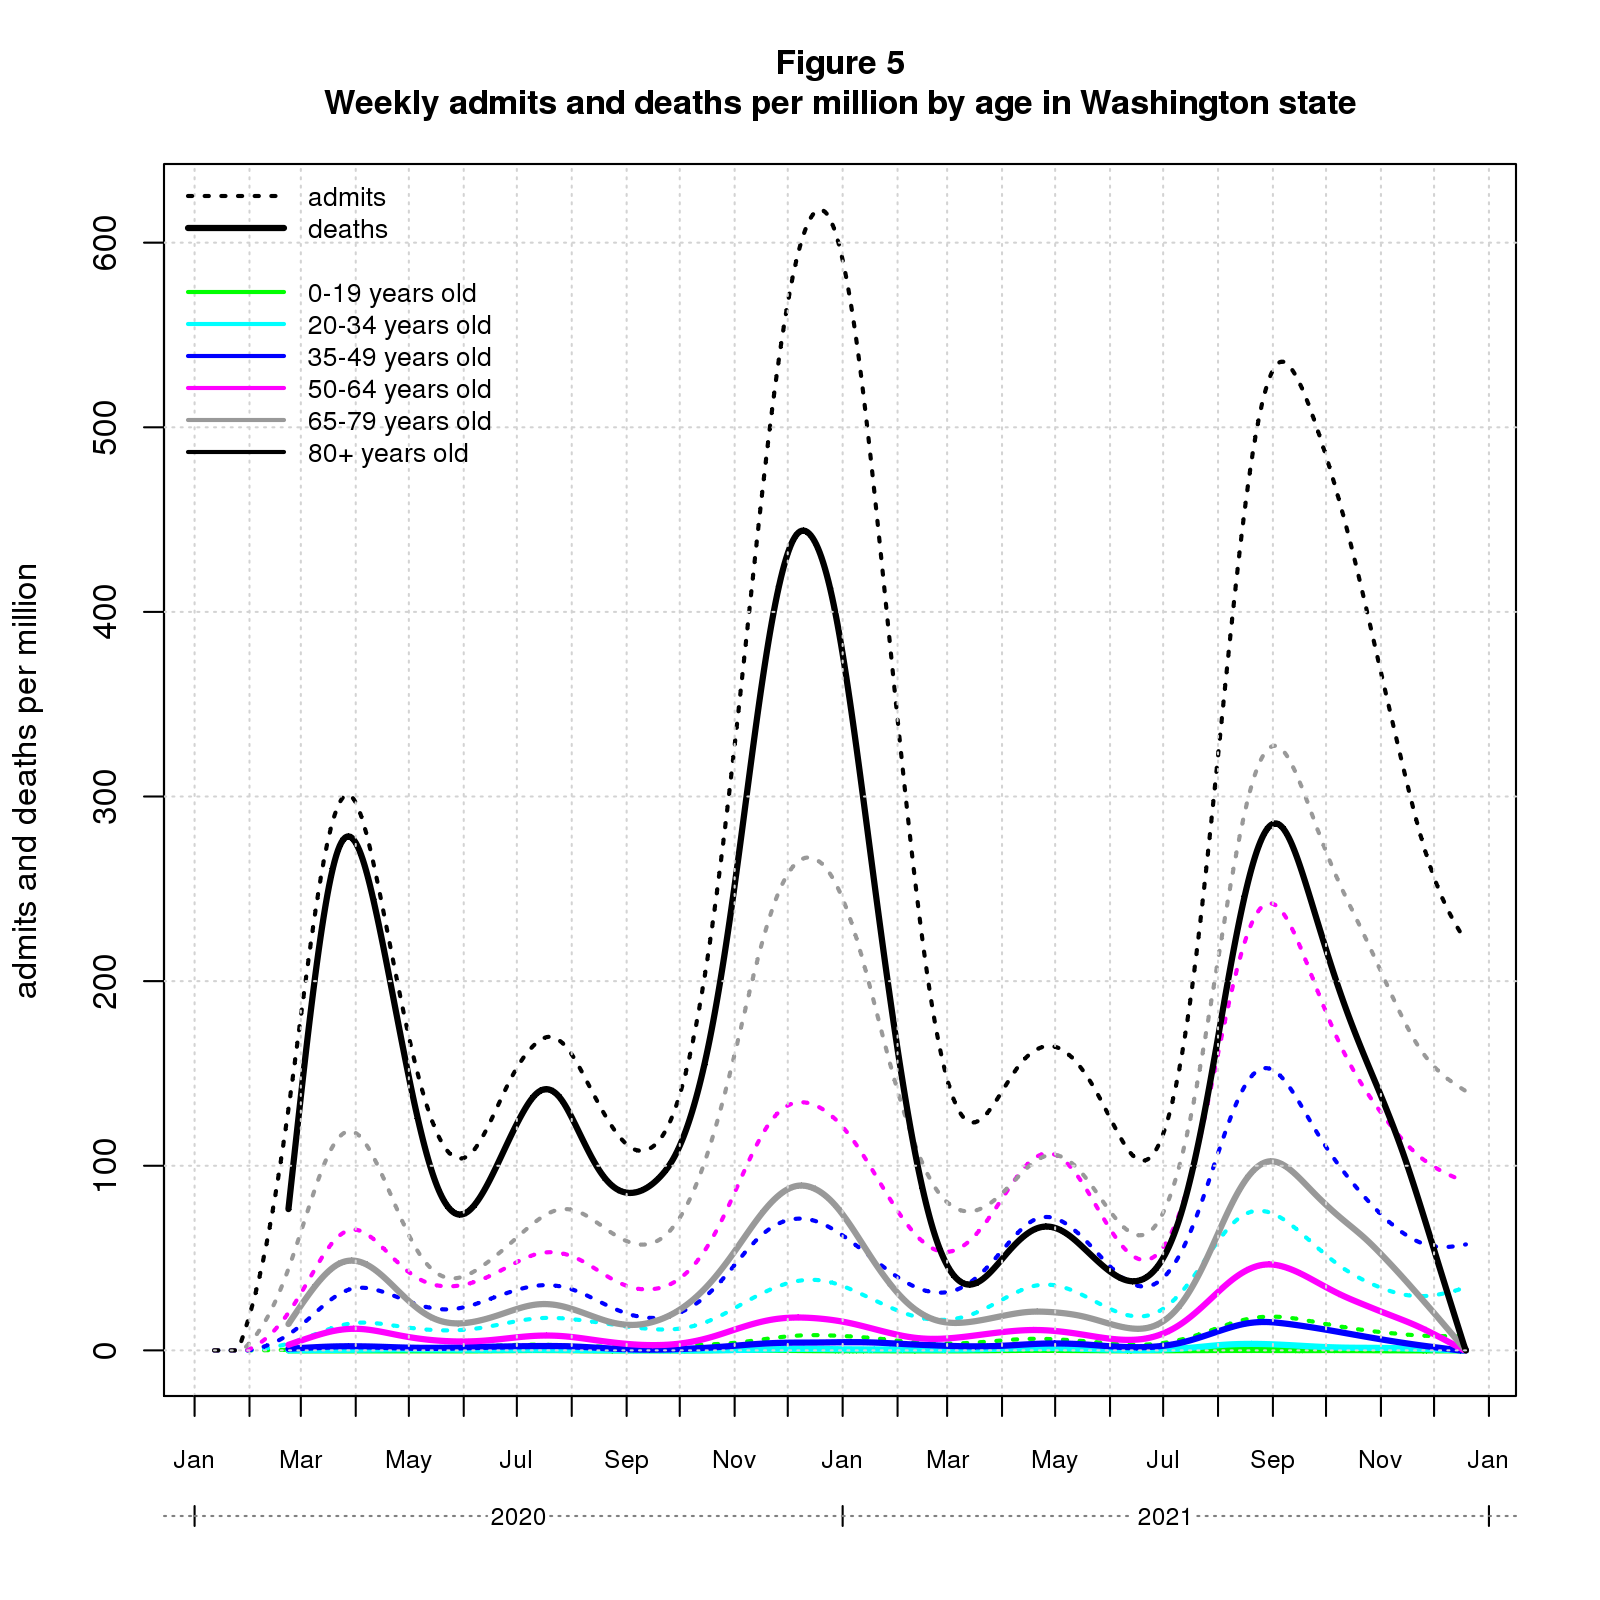 Figure 5
Weekly admits and deaths per million by age in Washington state
admits
deaths
0-19 years old
20-34 years old
35-49 years old
50-64 years old
65-79 years old
80+ years old
admits and deaths per million
600
500
400
300
200
100
0
Jan Mar May Jul Sep Nov Jan Mar May Jul Sep Nov Jan
2020 2021